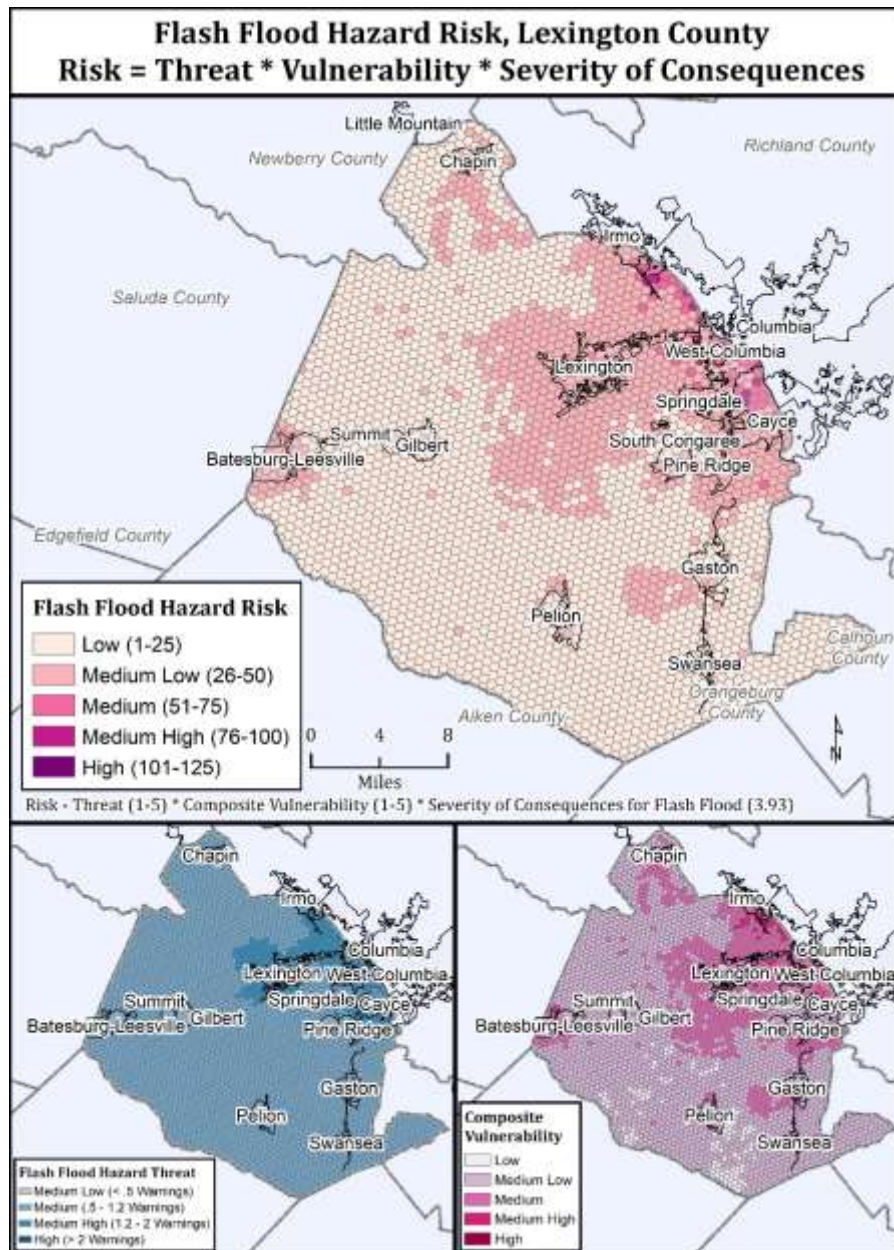 Flash Flood Hazard Risk, Lexington County
Risk = Threat * Vulnerability * Severity of Consequences
Little Mountain
Newberry County
Richland County
Chapin
Irmo
Saluda County
Columbia
West Columbia
Lexington
Springdale
Cayce
Summit
Gilbert
South Congaree
Batesburg-Leesville
Pine Ridge
Edgefield County
Gaston
Flash Flood Hazard Risk
Pelion
Low (1-25)
Calhoun
County
Medium Low (26-50)
Swansea
Medium (51-75)
Orangeburg
County
Aiken County
Medium High (76-100)
0 4 8
N
High (101-125)
Miles
Risk - Threat (1-5) * Composite Vulnerability (1-5) * Severity of Consequences for Flash Flood (3.93)
Chapin
Irmo
Columbia
Lexington West Columbia
Summit
Springdale
Cayce
Batesburg-Leesville
Gilbert
Pine Ridge
Gaston
Pelion
Swansea
Flash Flood Hazard Threat
Medium Low (< .5 Warnings)
Medium (.5 - 1.2 Warnings)
Medium High (1.2 - 2 Warnings)
High (> 2 Warnings)
Chapin
Irmo
Columbia
Lexington West Columbia
Summit
Springdale
Cayce
Batesburg-Leesville
Gilbert
Pine Ridge
Gaston
Pelion
Swansea
Composite
Vulnerability
Low
Medium Low
Medium
Medium High
High